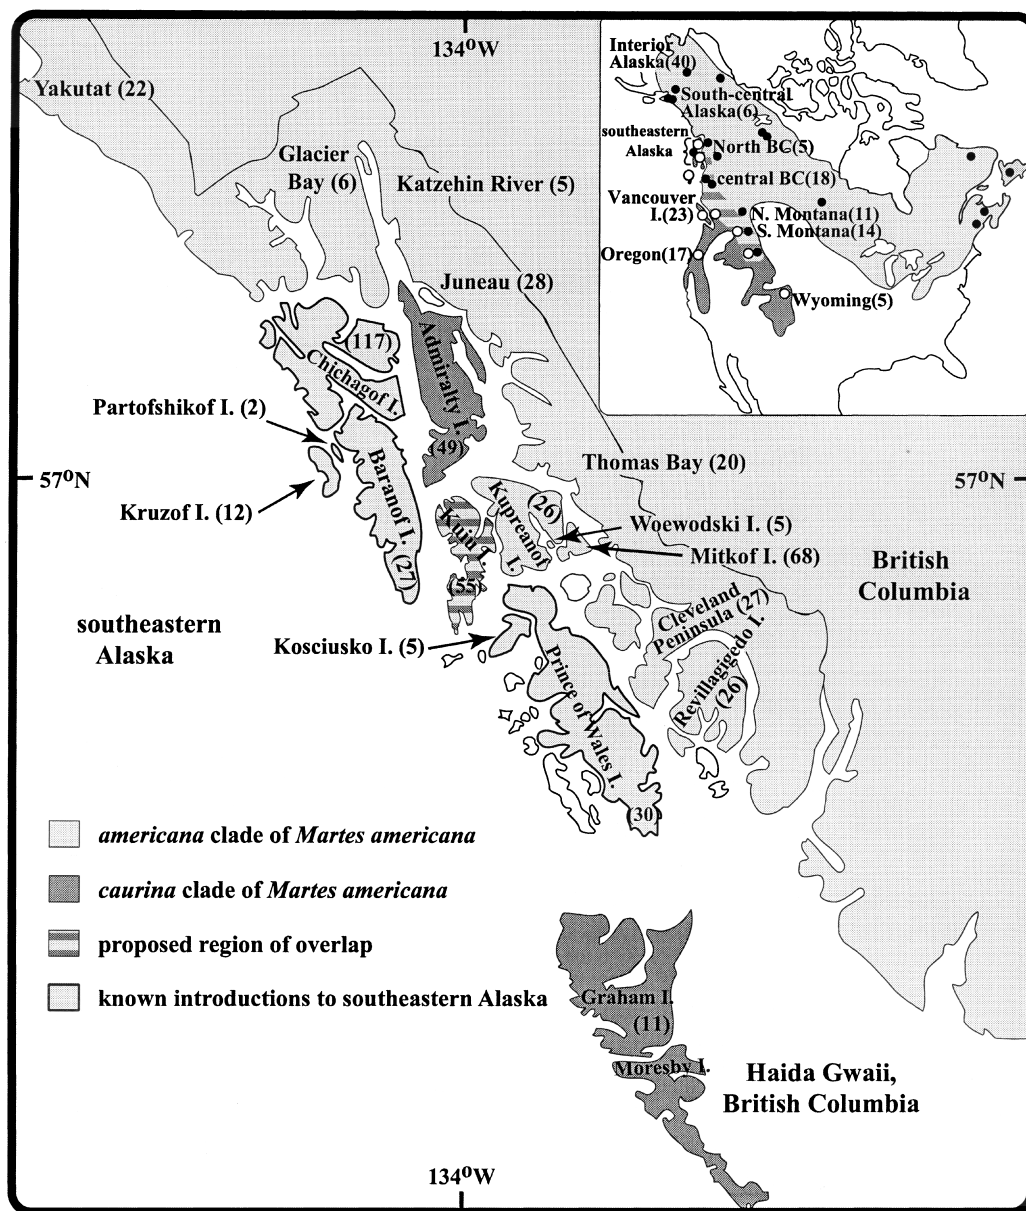 134oW
Yakutat (22)
Glacier
Bay (6)
Katzehin River (5)
Juneau (28)
(117)
Chichagof I.
Admiralty I.
(49)
Partofshikof I. (2)
57oN
Kruzof I. (12)
Baranof I.
(27)
Thomas Bay (20)
57oN
Kupreanof
I.
(26)
Kuiu I.
(55)
Woewodski I. (5)
Mitkof I. (68)
British
Columbia
southeastern
Alaska
Kosciusko I. (5)
Cleveland
Peninsula (27)
Revillagigedo I.
(26)
Prince of Wales I.
(30)
Interior
Alaska(40)
South-central
Alaska(6)
southeastern
Alaska
North BC(5)
central BC(18)
Vancouver
I.(23)
N. Montana(11)
S. Montana(14)
Oregon(17)
Wyoming(5)
americana clade of Martes americana
caurina clade of Martes americana
proposed region of overlap
known introductions to southeastern Alaska
Graham I.
(11)
Moresby I.
Haida Gwaii,
British Columbia
134oW